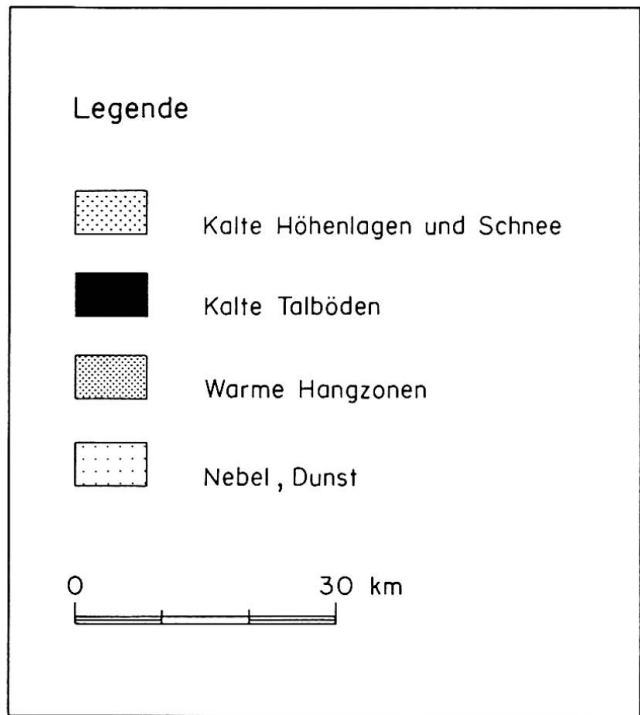 Legende
Kalte Höhenlagen und Schnee
Kalte Talböden
Warme Hangzonen
Nebel, Dunst
0 30 km